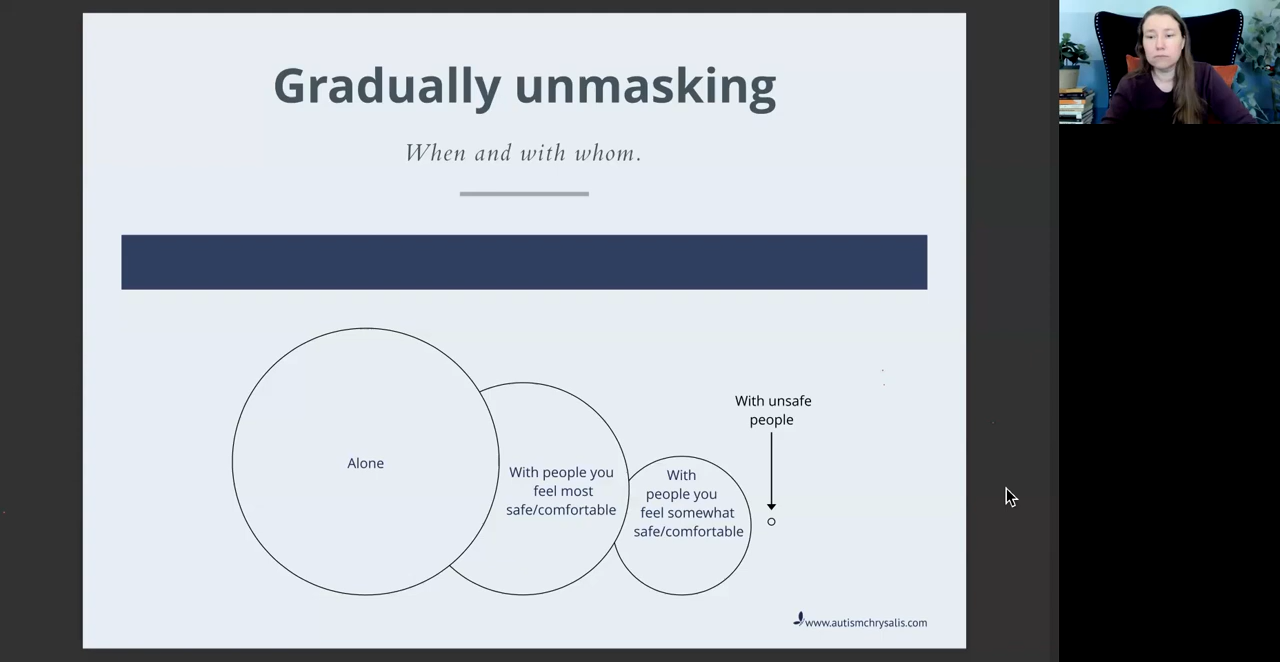 Gradually unmasking
When and with whom.
With unsafe
people
Alone
With people you
feel most
safe/comfortable
With
people you
feel somewhat
safe/comfortable
www.autismchrysalis.com